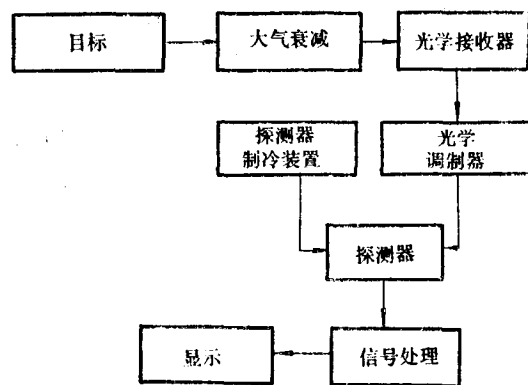 目标
大气衰减
光学接收器
探测器
制冷装置
光学
调制器
探测器
显示
信号处理